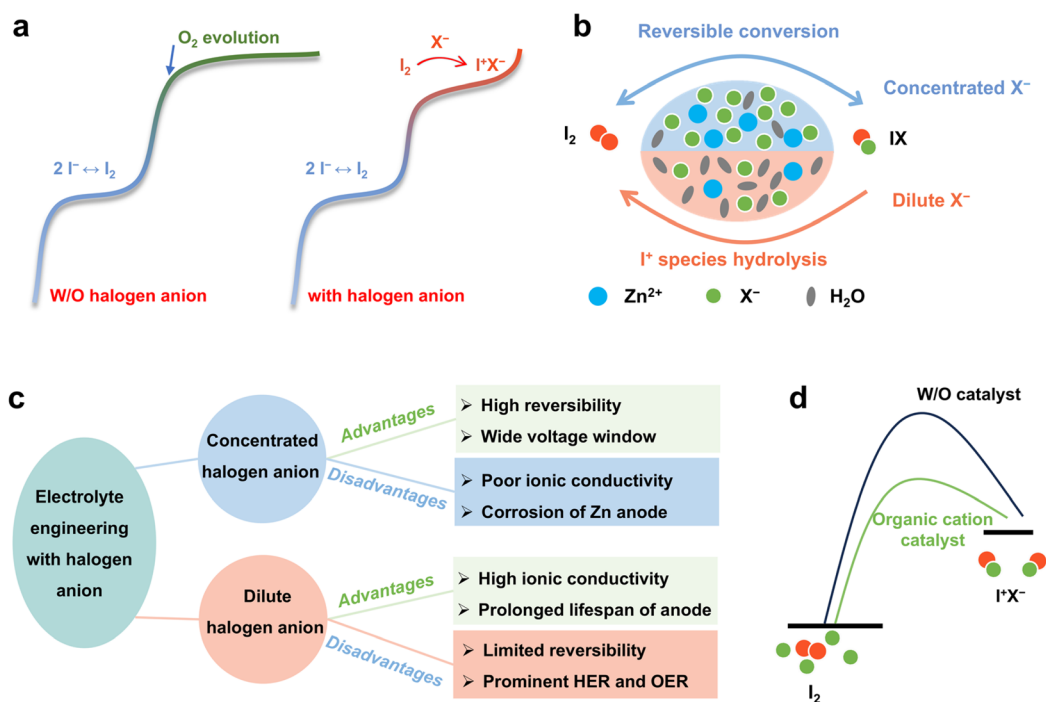 a
O₂ evolution
2 I⁻ ↔ I₂
W/O halogen anion
X⁻
I₂
I⁺X⁻
2 I⁻ ↔ I₂
with halogen anion
b
Reversible conversion
Concentrated X⁻
I₂
IX
Dilute X⁻
I⁺ species hydrolysis
Zn²⁺
X⁻
H₂O
c
Electrolyte
engineering
with halogen
anion
Concentrated
halogen anion
Advantages
➢ High reversibility
➢ Wide voltage window
Disadvantages
➢ Poor ionic conductivity
➢ Corrosion of Zn anode
Dilute
halogen anion
Advantages
➢ High ionic conductivity
➢ Prolonged lifespan of anode
Disadvantages
➢ Limited reversibility
➢ Prominent HER and OER
d
W/O catalyst
Organic cation
catalyst
I⁺X⁻
I₂